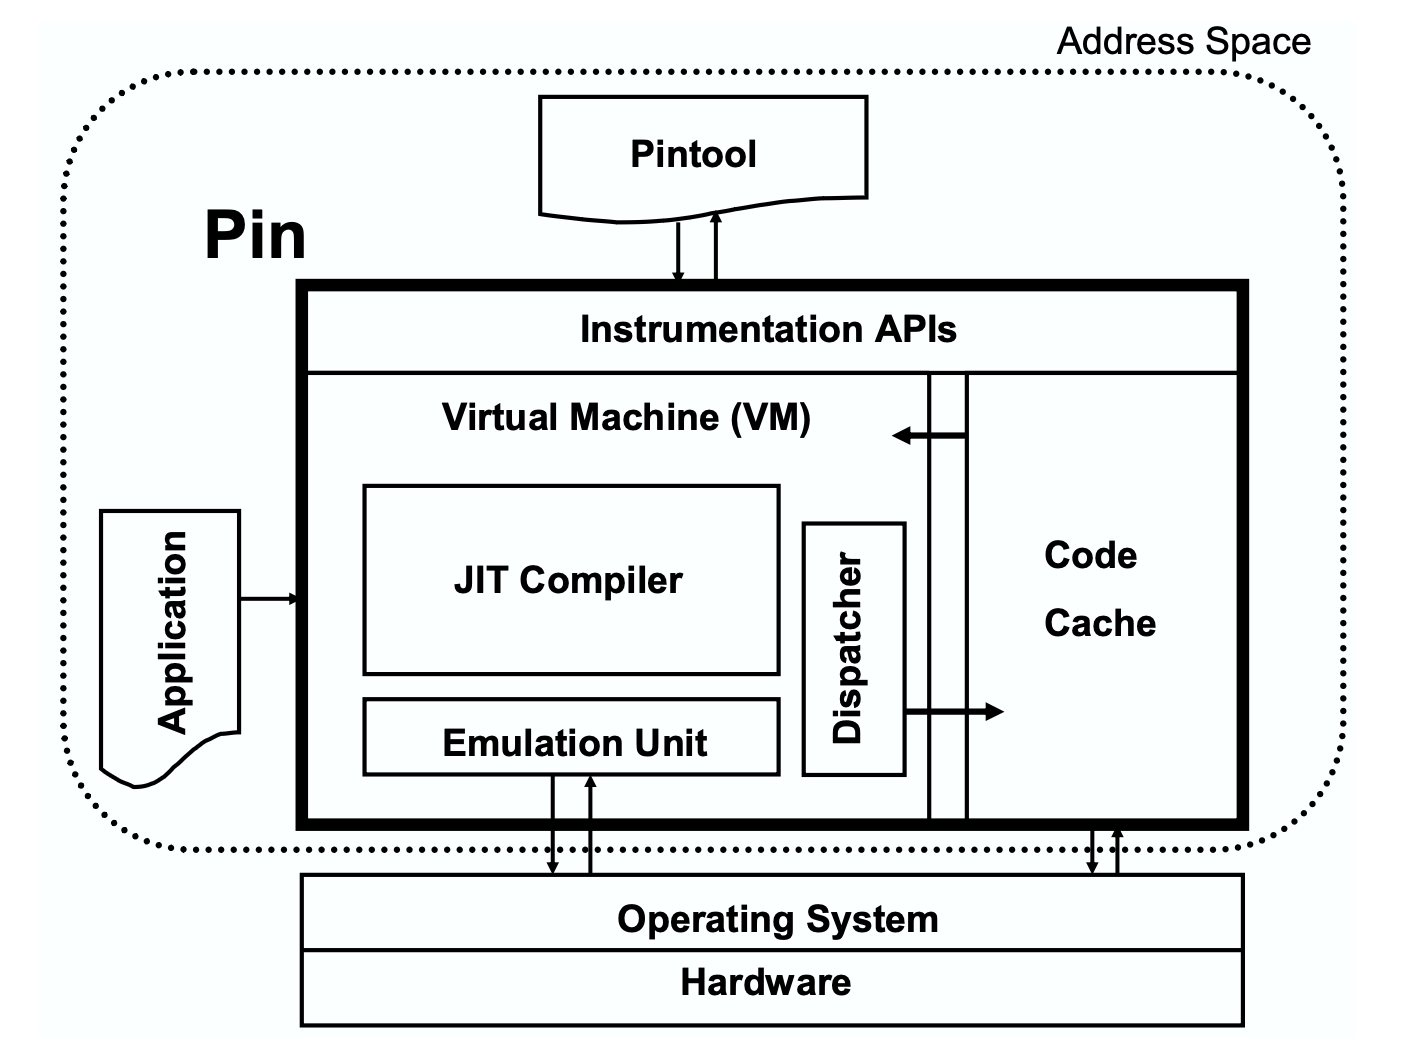 Address Space
Pintool
Pin
Instrumentation APIs
Virtual Machine (VM)
Application
JIT Compiler
Dispatcher
Code
Cache
Emulation Unit
Operating System
Hardware